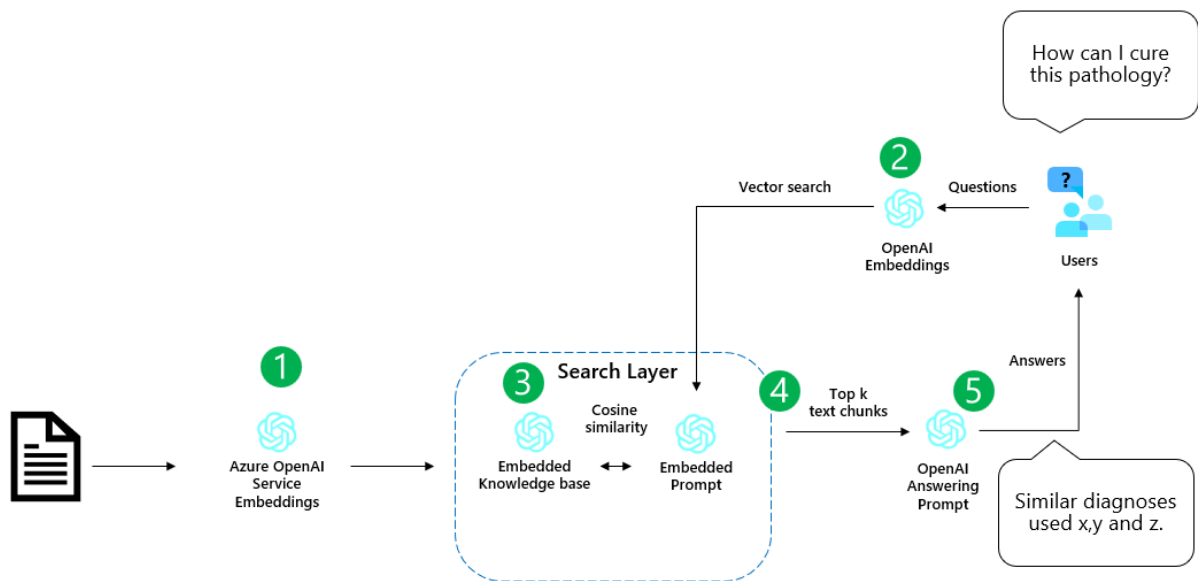 How can I cure
this pathology?
2
Vector search
Questions
?
OpenAI
Embeddings
Users
1
3
Search Layer
4
5
Answers
Cosine
similarity
Top k
text chunks
Azure OpenAI
Service
Embeddings
Embedded
Knowledge base
Embedded
Prompt
OpenAI
Answering
Prompt
Similar diagnoses
used x,y and z.